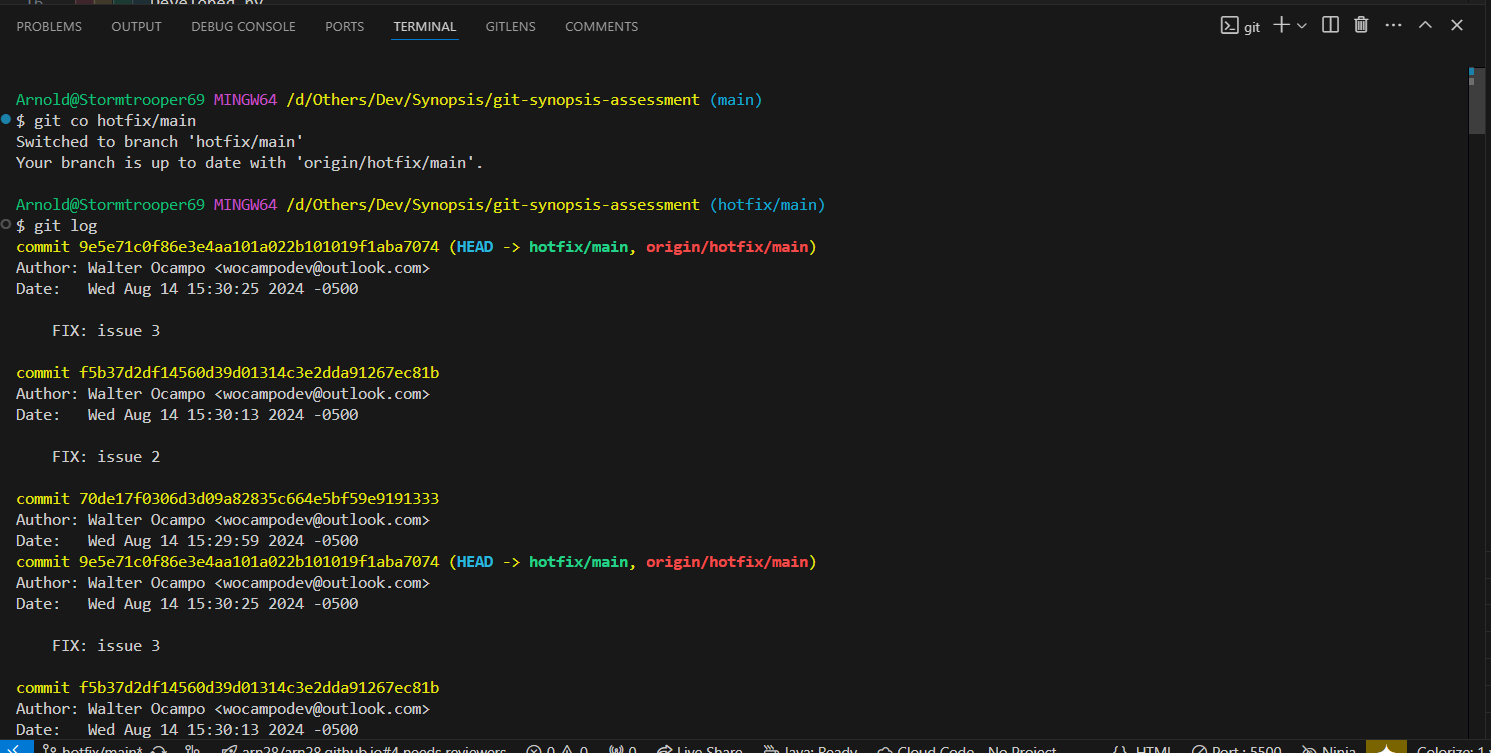 Developed by
PROBLEMS OUTPUT DEBUG CONSOLE PORTS TERMINAL GITLENS COMMENTS git
Arnold@Stormtrooper69 MINGW64 /d/Others/Dev/Synopsis/git-synopsis-assessment (main)
$ git co hotfix/main
Switched to branch 'hotfix/main'
Your branch is up to date with 'origin/hotfix/main'.
Arnold@Stormtrooper69 MINGW64 /d/Others/Dev/Synopsis/git-synopsis-assessment (hotfix/main)
$ git log
commit 9e5e71c0f86e3e4aa101a022b101019f1aba7074 (HEAD -> hotfix/main, origin/hotfix/main)
Author: Walter Ocampo <wocampodev@outlook.com>
Date:   Wed Aug 14 15:30:25 2024 -0500
FIX: issue 3
commit f5b37d2df14560d39d01314c3e2dda91267ec81b
Author: Walter Ocampo <wocampodev@outlook.com>
Date:   Wed Aug 14 15:30:13 2024 -0500
FIX: issue 2
commit 70de17f0306d3d09a82835c664e5bf59e9191333
Author: Walter Ocampo <wocampodev@outlook.com>
Date:   Wed Aug 14 15:29:59 2024 -0500
commit 9e5e71c0f86e3e4aa101a022b101019f1aba7074 (HEAD -> hotfix/main, origin/hotfix/main)
Author: Walter Ocampo <wocampodev@outlook.com>
Date:   Wed Aug 14 15:30:25 2024 -0500
FIX: issue 3
commit f5b37d2df14560d39d01314c3e2dda91267ec81b
Author: Walter Ocampo <wocampodev@outlook.com>
Date:   Wed Aug 14 15:30:13 2024 -0500
hotfix/main* arn28/arn28.github.io#4 needs reviewers 0 0 0 Live Share Java: Ready Cloud Code - No Project {} HTML Port : 5500 Ninja Colorize: 1